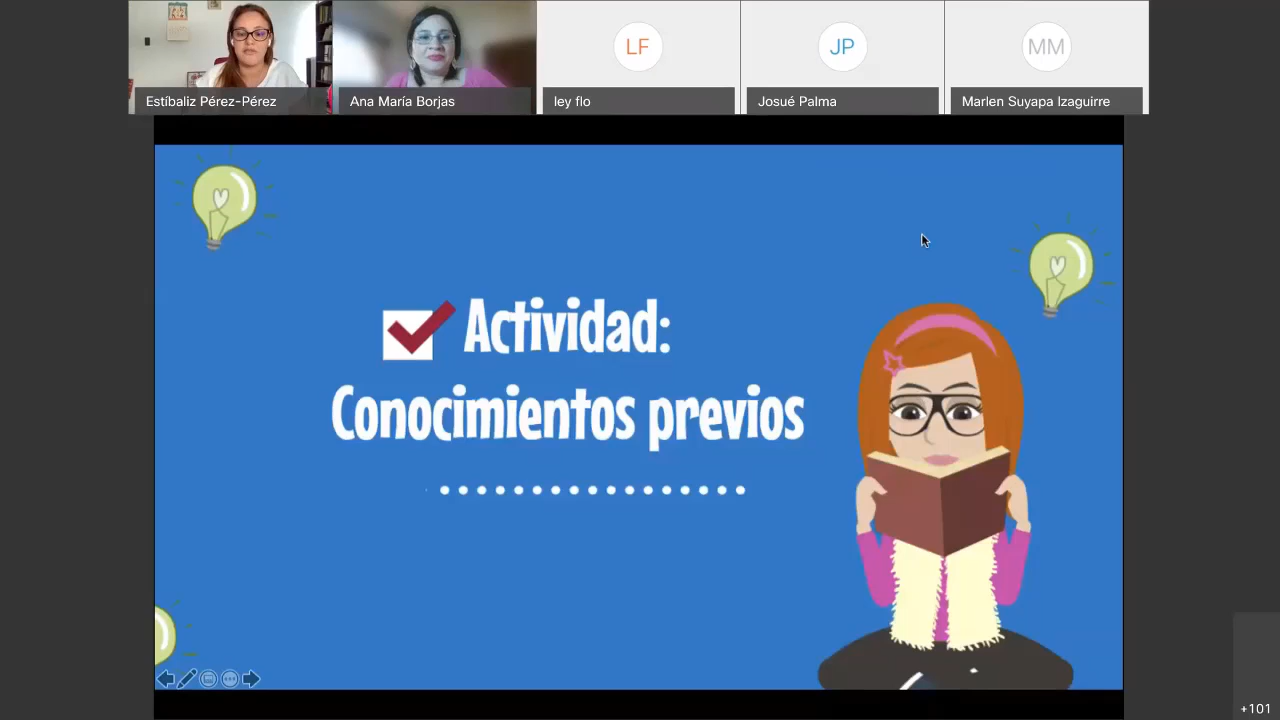 LF
JP
MM
Estíbaliz Pérez-Pérez
Ana María Borjas
ley flo
Josué Palma
Marlen Suyapa Izaguirre
Actividad:
Conocimientos previos
+101